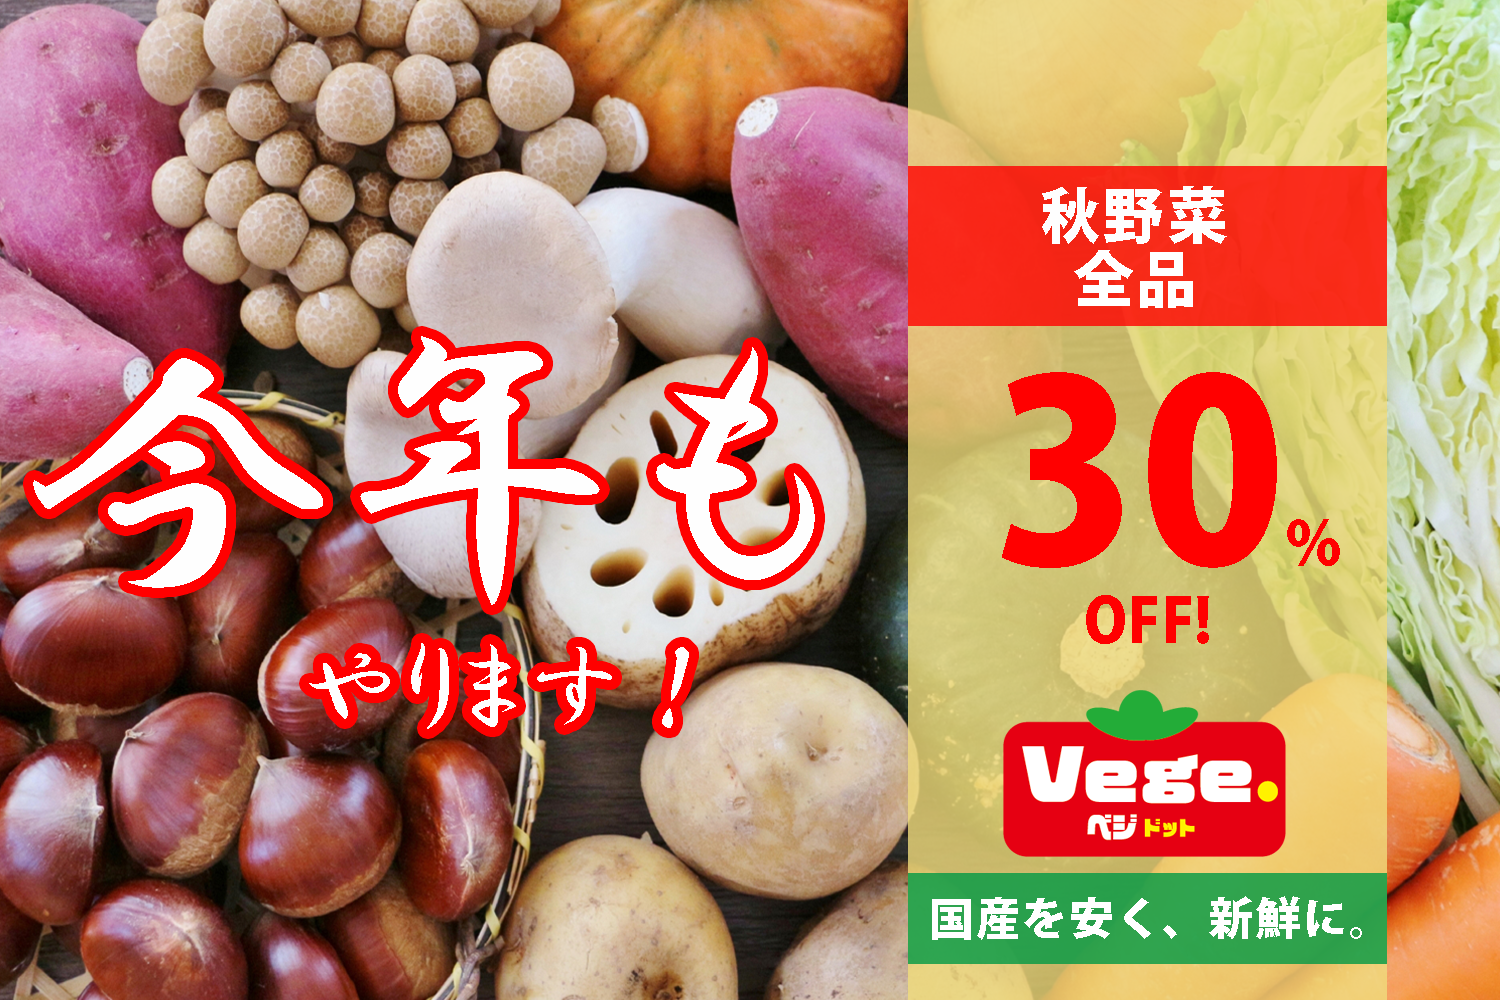 今年も
やります！
秋野菜
全品
30%
OFF!
Vege.
ベジドット
国産を安く、新鮮に。